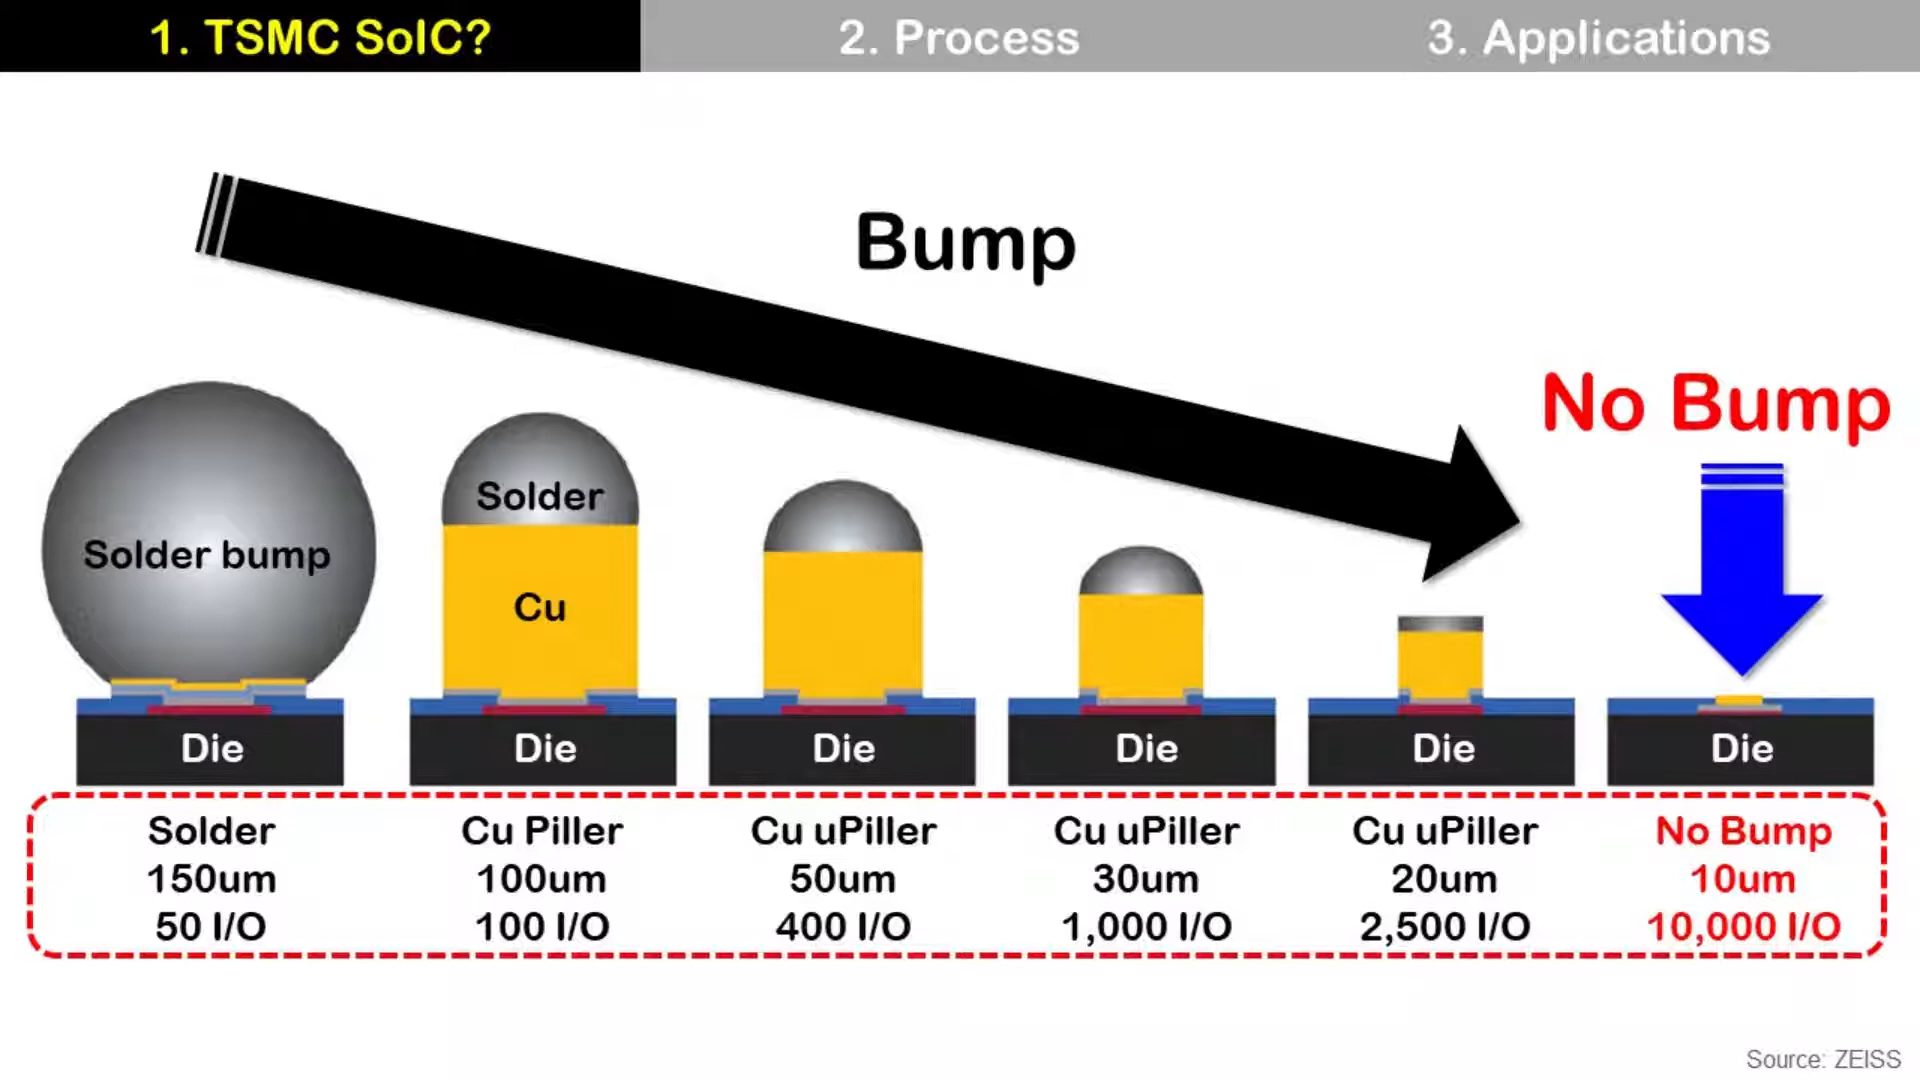 1. TSMC SoIC?
2. Process
3. Applications
Bump
No Bump
Solder bump
Solder
Cu
Die
Die
Die
Die
Die
Die
Solder
150um
50 I/O
Cu Piller
100um
100 I/O
Cu uPiller
50um
400 I/O
Cu uPiller
30um
1,000 I/O
Cu uPiller
20um
2,500 I/O
No Bump
10um
10,000 I/O
Source: ZEISS